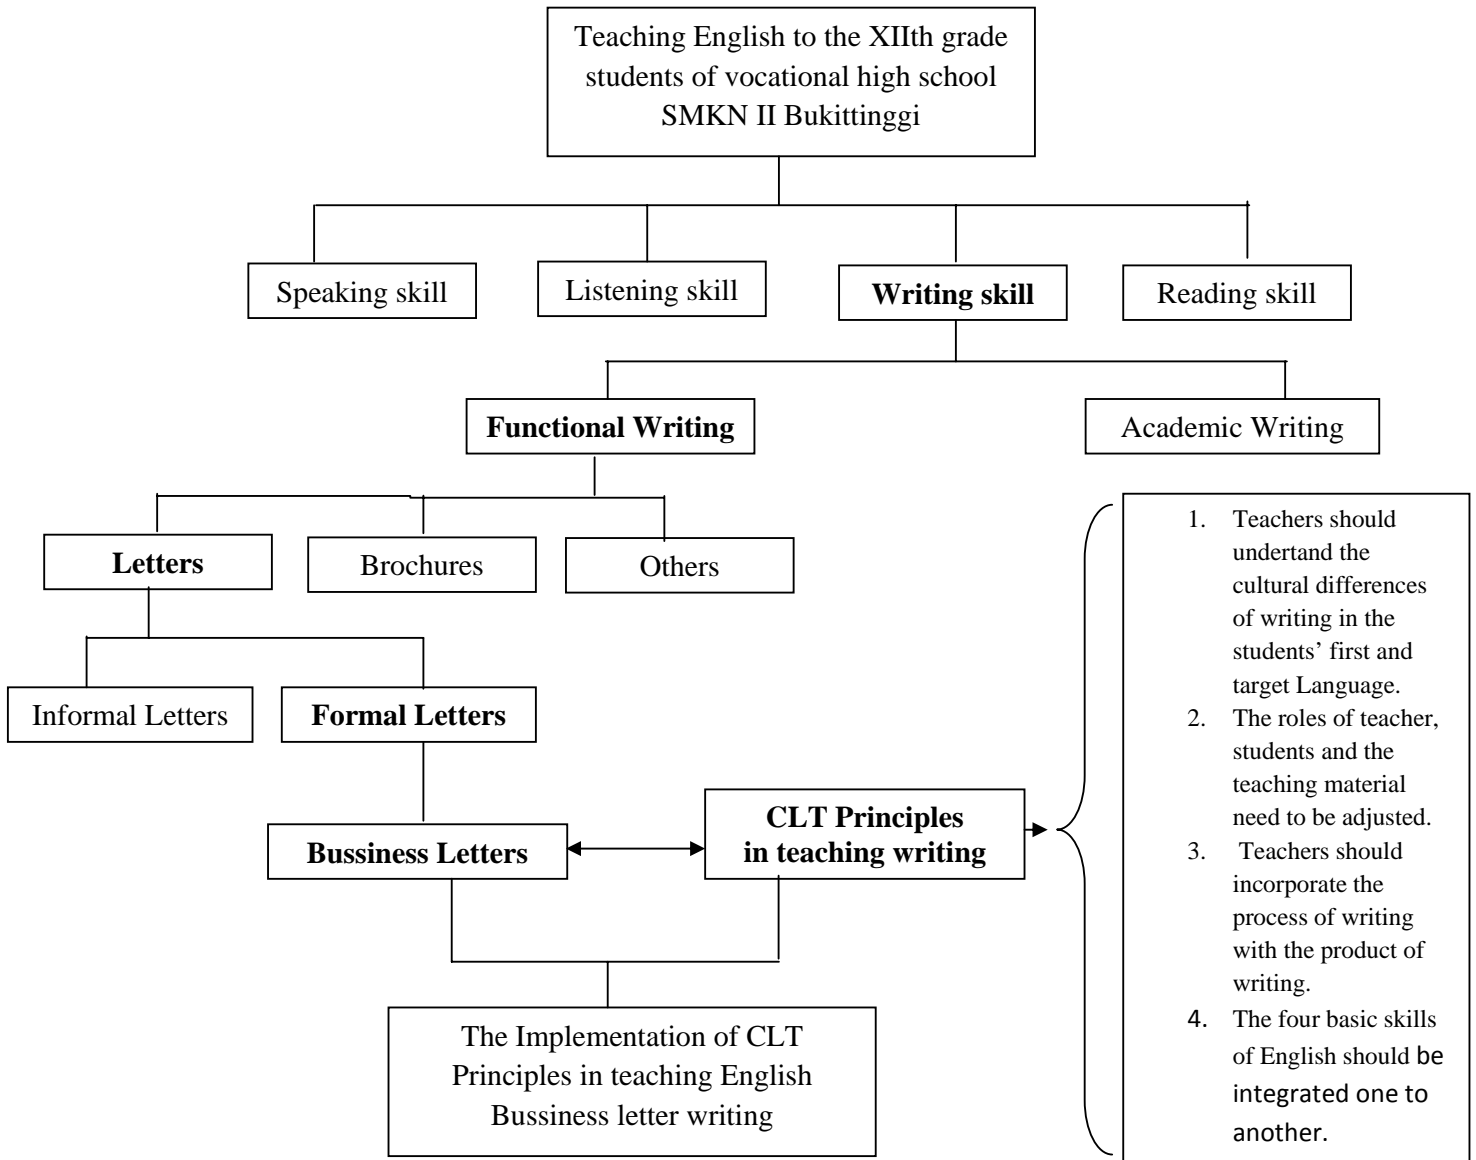 Teaching English to the XIIth grade
students of vocational high school
SMKN II Bukittinggi
Speaking skill
Listening skill
Writing skill
Reading skill
Functional Writing
Academic Writing
Letters
Brochures
Others
Informal Letters
Formal Letters
Bussiness Letters
CLT Principles
in teaching writing
1. Teachers should
undertand the
cultural differences
of writing in the
students’ first and
target Language.
2. The roles of teacher,
students and the
teaching material
need to be adjusted.
3. Teachers should
incorporate the
process of writing
with the product of
writing.
4. The four basic skills
of English should be
integrated one to
another.
The Implementation of CLT
Principles in teaching English
Bussiness letter writing